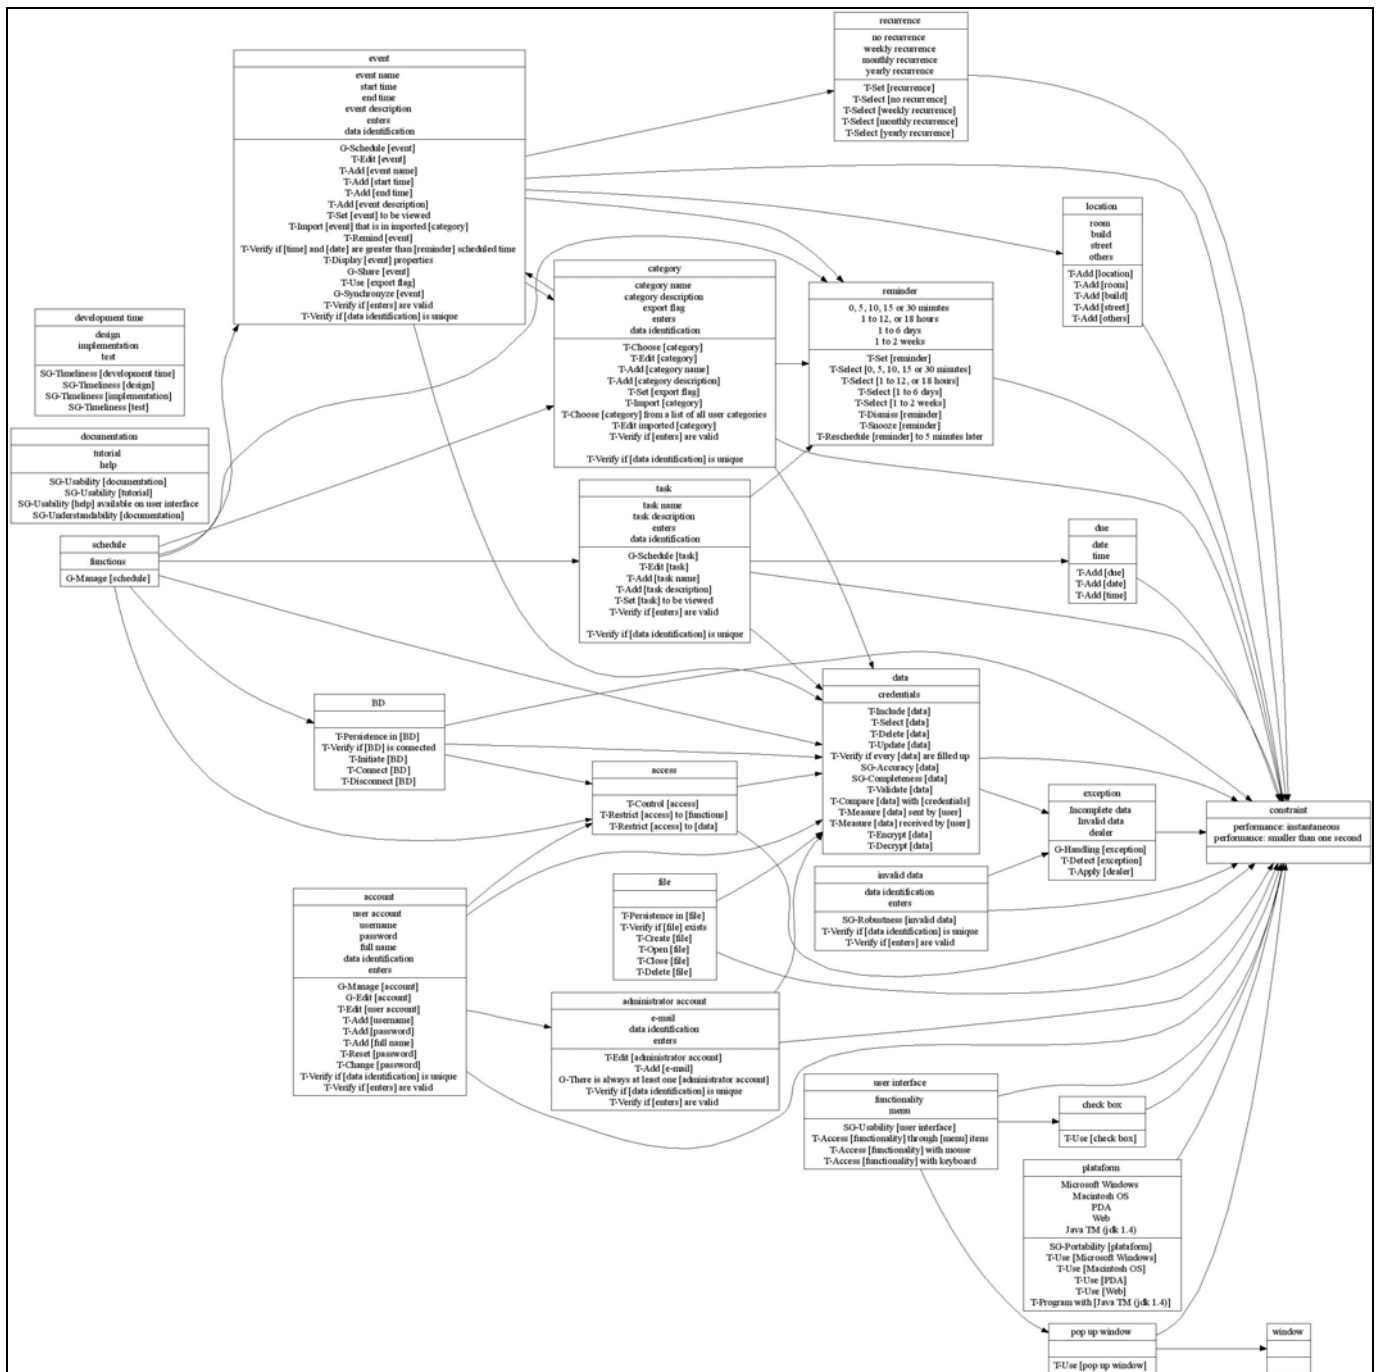 recurrence
no recurrence
weekly recurrence
monthly recurrence
yearly recurrence
T-Set [recurrence]
T-Select [no recurrence]
T-Select [weekly recurrence]
T-Select [monthly recurrence]
T-Select [yearly recurrence]
event
event name
start time
end time
event description
enters
data identification
G-Schedule [event]
T-Edit [event]
T-Add [event name]
T-Add [start time]
T-Add [end time]
T-Add [event description]
T-Set [event] to be viewed
T-Import [event] that is in imported [category]
T-Remind [event]
T-Verify if [time] and [date] are greater than [reminder] scheduled time
T-Display [event] properties
G-Share [event]
T-Use [export flag]
G-Synchronyze [event]
T-Verify if [enters] are valid
T-Verify if [data identification] is unique
location
room
build
street
others
T-Add [location]
T-Add [room]
T-Add [build]
T-Add [street]
T-Add [others]
category
category name
category description
export flag
enters
data identification
T-Choose [category]
T-Edit [category]
T-Add [category name]
T-Add [category description]
T-Set [export flag]
T-Import [category]
T-Choose [category] from a list of all user categories
T-Edit imported [category]
T-Verify if [enters] are valid
T-Verify if [data identification] is unique
reminder
0, 5, 10, 15 or 30 minutes
1 to 12, or 18 hours
1 to 6 days
1 to 2 weeks
T-Set [reminder]
T-Select [0, 5, 10, 15 or 30 minutes]
T-Select [1 to 12, or 18 hours]
T-Select [1 to 6 days]
T-Select [1 to 2 weeks]
T-Dismiss [reminder]
T-Snooze [reminder]
T-Reschedule [reminder] to 5 minutes later
development time
design
implementation
test
SG-Timeliness [development time]
SG-Timeliness [design]
SG-Timeliness [implementation]
SG-Timeliness [test]
documentation
tutorial
help
SG-Usability [documentation]
SG-Usability [tutorial]
SG-Usability [help] available on user interface
SG-Understandability [documentation]
schedule
functions
G-Manage [schedule]
task
task name
task description
enters
data identification
G-Schedule [task]
T-Edit [task]
T-Add [task name]
T-Add [task description]
T-Set [task] to be viewed
T-Verify if [enters] are valid
T-Verify if [data identification] is unique
due
date
time
T-Add [due]
T-Add [date]
T-Add [time]
BD
T-Persistence in [BD]
T-Verify if [BD] is connected
T-Initiate [BD]
T-Connect [BD]
T-Disconnect [BD]
data
credentials
T-Include [data]
T-Select [data]
T-Delete [data]
T-Update [data]
T-Verify if every [data] are filled up
SG-Accuracy [data]
SG-Completeness [data]
T-Validate [data]
T-Compare [data] with [credentials]
T-Measure [data] sent by [user]
T-Measure [data] received by [user]
T-Encrypt [data]
T-Decrypt [data]
access
T-Control [access]
T-Restrict [access] to [functions]
T-Restrict [access] to [data]
exception
Incomplete data
Invalid data
dealer
G-Handling [exception]
T-Detect [exception]
T-Apply [dealer]
constraint
performance: instantaneous
performance: smaller than one second
invalid data
data identification
enters
SG-Robustness [invalid data]
T-Verify if [data identification] is unique
T-Verify if [enters] are valid
file
T-Persistence in [file]
T-Verify if [file] exists
T-Create [file]
T-Open [file]
T-Close [file]
T-Delete [file]
account
user account
username
password
full name
data identification
enters
G-Manage [account]
G-Edit [account]
T-Edit [user account]
T-Add [username]
T-Add [password]
T-Add [full name]
T-Reset [password]
T-Change [password]
T-Verify if [data identification] is unique
T-Verify if [enters] are valid
administrator account
e-mail
data identification
enters
T-Edit [administrator account]
T-Add [e-mail]
G-There is always at least one [administrator account]
T-Verify if [data identification] is unique
T-Verify if [enters] are valid
user interface
functionality
menu
SG-Usability [user interface]
T-Access [functionality] through [menu] itens
T-Access [functionality] with mouse
T-Access [functionality] with keyboard
check box
T-Use [check box]
plataform
Microsoft Windows
Macintosh OS
PDA
Web
Java TM (jdk 1.4)
SG-Portability [plataform]
T-Use [Microsoft Windows]
T-Use [Macintosh OS]
T-Use [PDA]
T-Use [Web]
T-Program with [Java TM (jdk 1.4)]
pop up window
T-Use [pop up window]
window